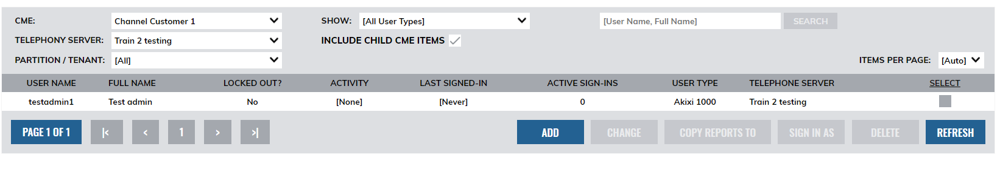 CME: Channel Customer 1 SHOW: [All User Types] [User Name, Full Name] SEARCH
TELEPHONY SERVER: Train 2 testing INCLUDE CHILD CME ITEMS
PARTITION / TENANT: [All] ITEMS PER PAGE: [Auto]
USER NAME FULL NAME LOCKED OUT? ACTIVITY LAST SIGNED-IN ACTIVE SIGN-INS USER TYPE TELEPHONE SERVER SELECT
testadmin1 Test admin No [None] [Never] 0 Akixi 1000 Train 2 testing
PAGE 1 OF 1 |< < 1 > >| ADD CHANGE COPY REPORTS TO SIGN IN AS DELETE REFRESH